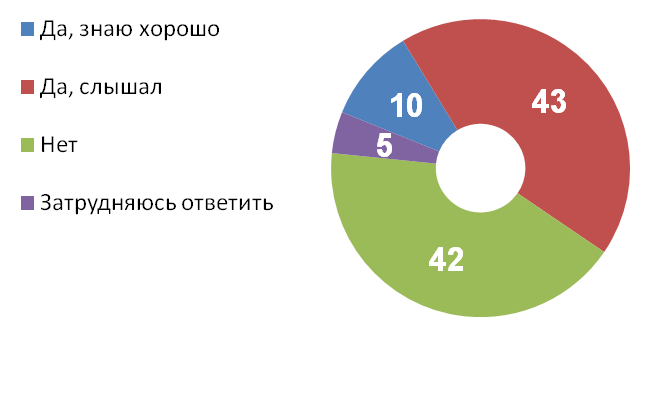 Да, знаю хорошо
Да, слышал
Нет
Затрудняюсь ответить
10
43
5
42